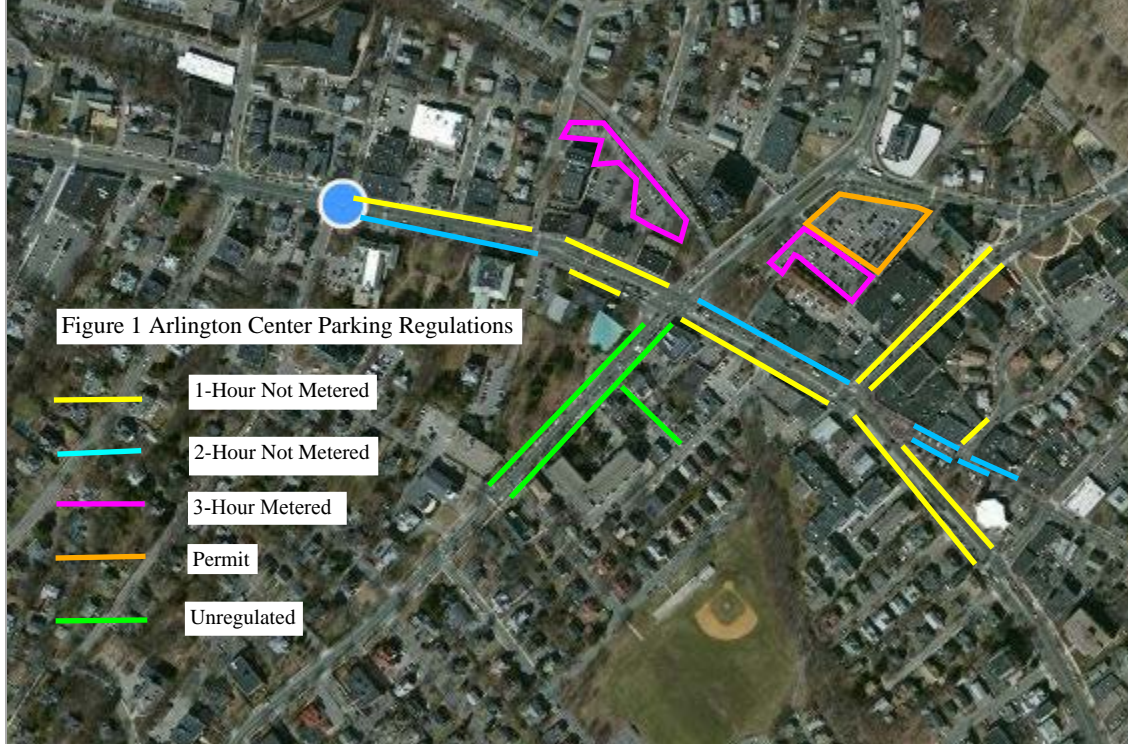 Figure 1 Arlington Center Parking Regulations
1-Hour Not Metered
2-Hour Not Metered
3-Hour Metered
Permit
Unregulated